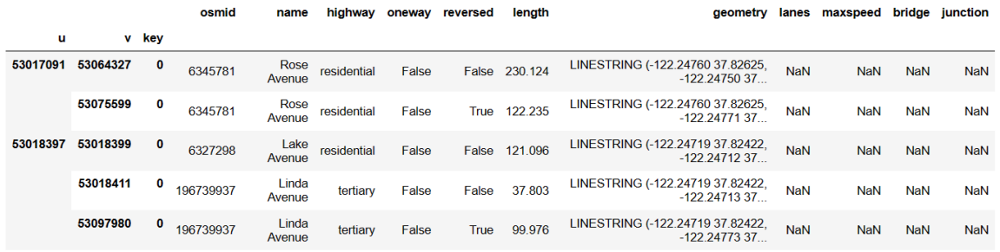 osmid name highway oneway reversed length geometry lanes maxspeed bridge junction
u v key
53017091 53064327 0 6345781 Rose Avenue residential False False 230.124 LINESTRING (-122.24760 37.82625, -122.24750 37... NaN NaN NaN NaN
53075599 0 6345781 Rose Avenue residential False True 122.235 LINESTRING (-122.24760 37.82625, -122.24771 37... NaN NaN NaN NaN
53018397 53018399 0 6327298 Lake Avenue residential False False 121.096 LINESTRING (-122.24719 37.82422, -122.24712 37... NaN NaN NaN NaN
53018411 0 196739937 Linda Avenue tertiary False False 37.803 LINESTRING (-122.24719 37.82422, -122.24713 37... NaN NaN NaN NaN
53097980 0 196739937 Linda Avenue tertiary False True 99.976 LINESTRING (-122.24719 37.82422, -122.24773 37... NaN NaN NaN NaN